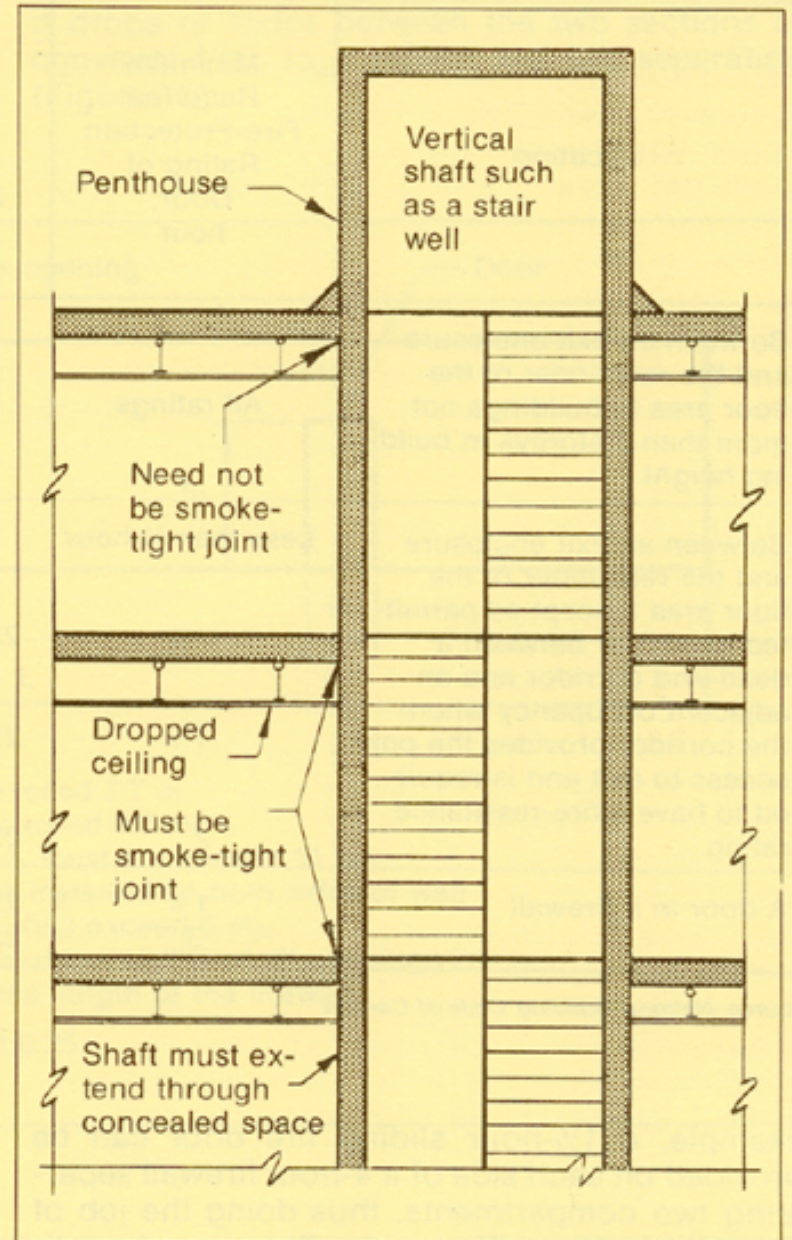 Vertical
shaft such
as a stair
well
Penthouse
Need not
be smoke-
tight joint
Dropped
ceiling
Must be
smoke-tight
joint
Shaft must ex-
tend through
concealed space